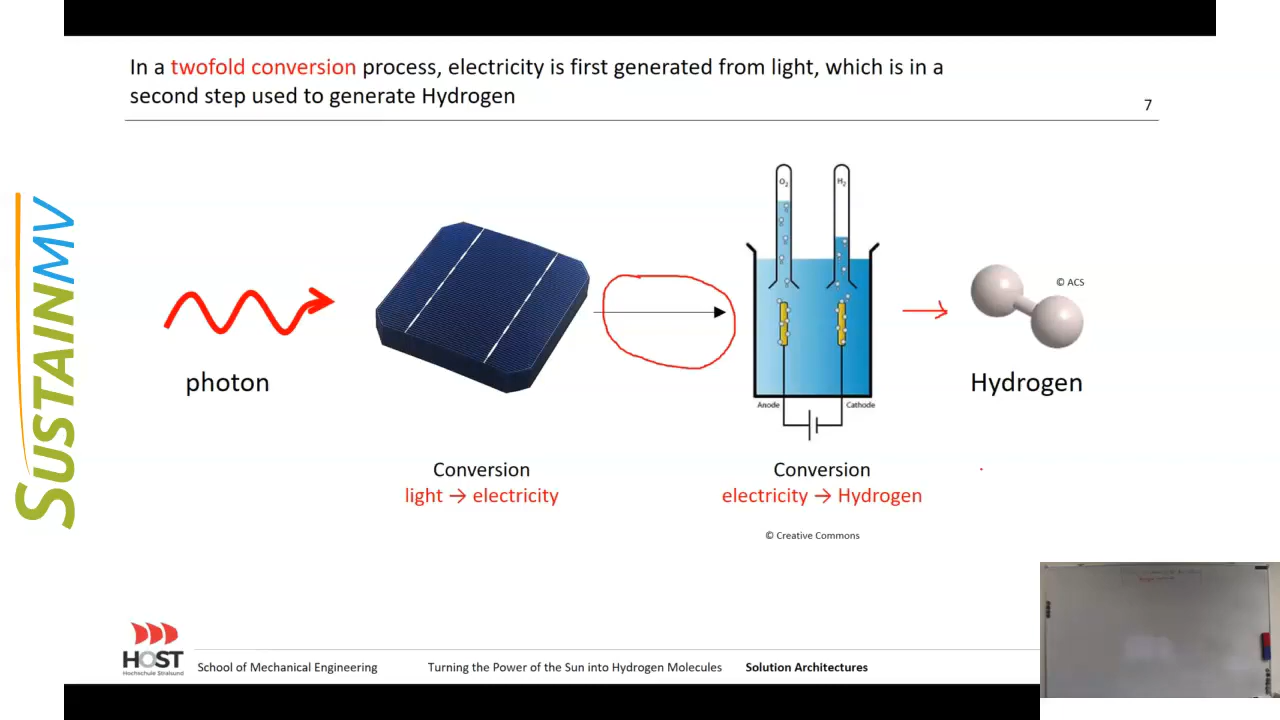 In a twofold conversion process, electricity is first generated from light, which is in a
second step used to generate Hydrogen
7
SUSTAINMV
O2
H2
© ACS
photon
Hydrogen
Anode
Cathode
Conversion
light → electricity
Conversion
electricity → Hydrogen
© Creative Commons
HOST
Hochschule Stralsund
School of Mechanical Engineering
Turning the Power of the Sun into Hydrogen Molecules
Solution Architectures